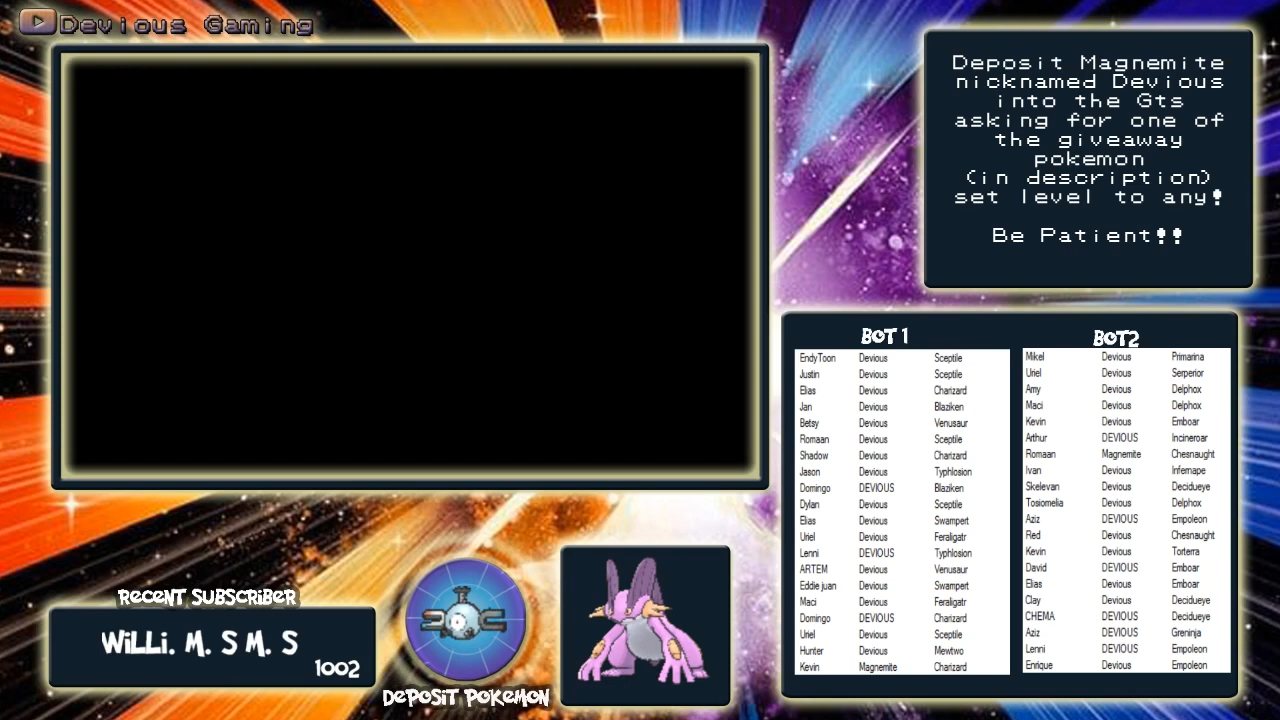 Devious Gaming
Deposit Magnemite
nicknamed Devious
into the Gts
asking for one of
the giveaway
pokemon
(in description)
set level to any!
Be Patient!!
BOT 1
EndyToon Devious Sceptile
Justin Devious Sceptile
Elias Devious Charizard
Jan Devious Blaziken
Betsy Devious Venusaur
Romaan Devious Sceptile
Shadow Devious Charizard
Jason Devious Typhlosion
Domingo DEVIOUS Blaziken
Dylan Devious Sceptile
Elias Devious Swampert
Uriel Devious Feraligatr
Lenni DEVIOUS Typhlosion
ARTEM Devious Venusaur
Eddie juan Devious Swampert
Maci Devious Feraligatr
Domingo DEVIOUS Charizard
Uriel Devious Sceptile
Hunter Devious Mewtwo
Kevin Magnemite Charizard
BOT2
Mikel Devious Primarina
Uriel Devious Serperior
Amy Devious Delphox
Maci Devious Delphox
Kevin Devious Emboar
Arthur DEVIOUS Incineroar
Romaan Magnemite Chesnaught
Ivan Devious Infernape
Skelevan Devious Decidueye
Tosiomelia Devious Delphox
Aziz DEVIOUS Empoleon
Red Devious Chesnaught
Kevin Devious Torterra
David DEVIOUS Emboar
Elias Devious Emboar
Clay Devious Decidueye
CHEMA DEVIOUS Decidueye
Aziz DEVIOUS Greninja
Lenni DEVIOUS Empoleon
Enrique Devious Empoleon
RECENT SUBSCRIBER
WiLLi. M. S M. S
1002
DEPOSIT POKEMON